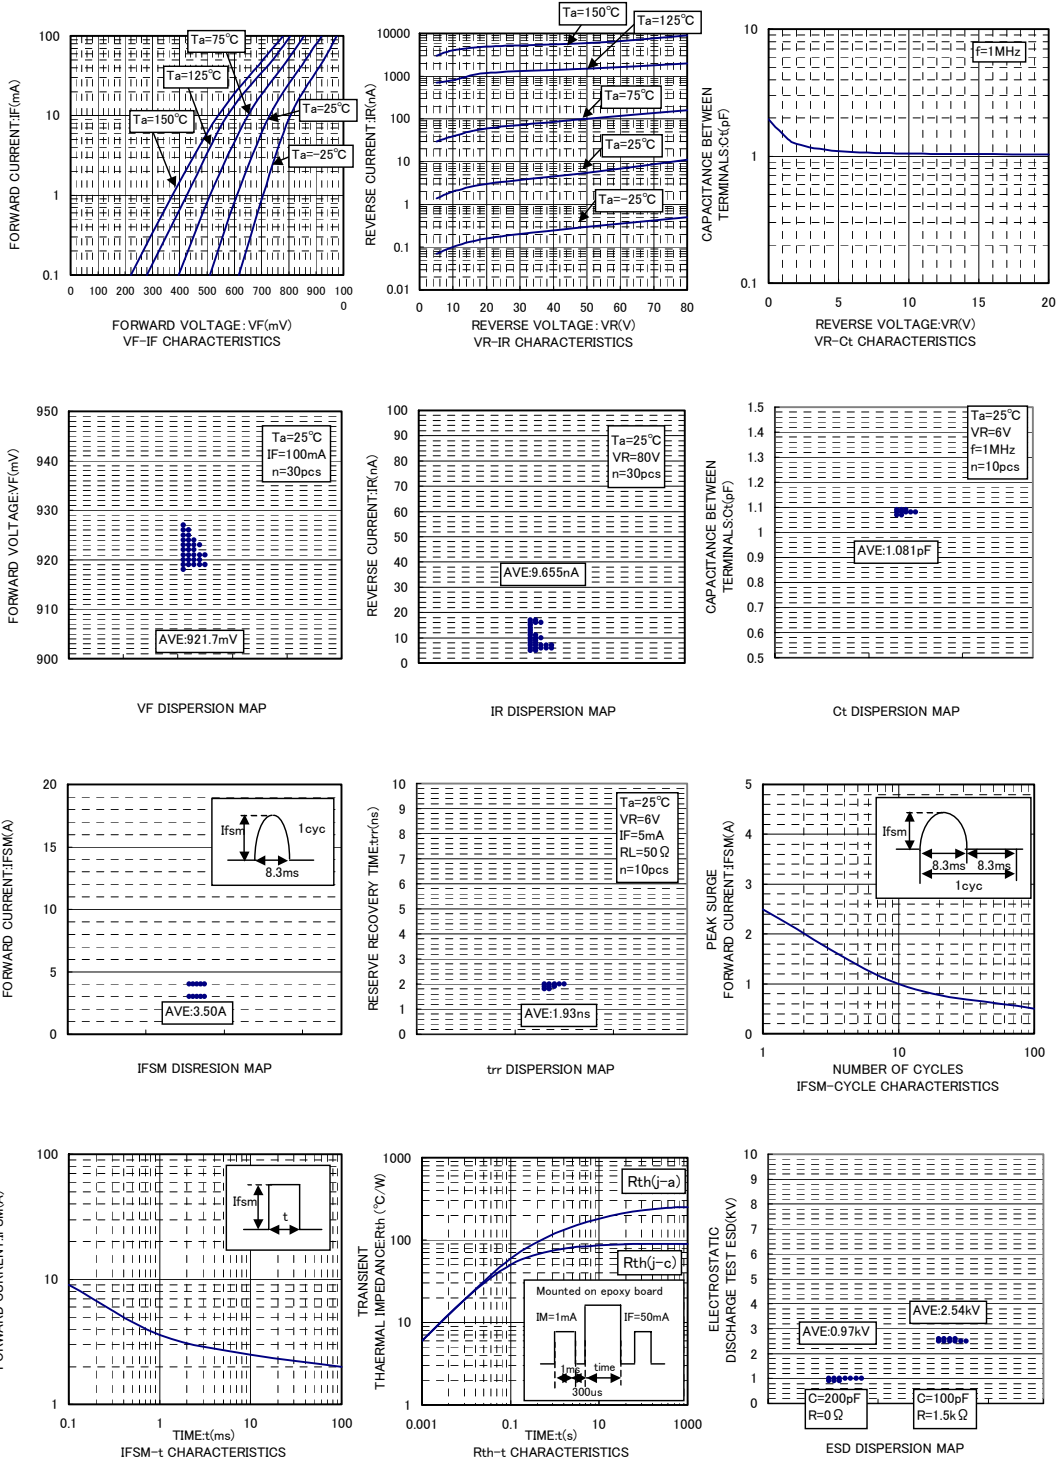 FORWARD CURRENT:IF(mA)
100
10
1
0.1
Ta=75℃
Ta=125℃
Ta=150℃
Ta=25℃
Ta=-25℃
0 100 200 300 400 500 600 700 800 900 100
0
FORWARD VOLTAGE:VF(mV)
VF-IF CHARACTERISTICS
REVERSE CURRENT:IR(nA)
10000
1000
100
10
1
0.1
0.01
Ta=150℃
Ta=125℃
Ta=75℃
Ta=25℃
Ta=-25℃
0 10 20 30 40 50 60 70 80
REVERSE VOLTAGE:VR(V)
VR-IR CHARACTERISTICS
CAPACITANCE BETWEEN
TERMINALS:Ct(pF)
10
1
0.1
f=1MHz
0 5 10 15 20
REVERSE VOLTAGE:VR(V)
VR-Ct CHARACTERISTICS
FORWARD VOLTAGE:VF(mV)
950
940
930
920
910
900
Ta=25℃
IF=100mA
n=30pcs
AVE:921.7mV
VF DISPERSION MAP
REVERSE CURRENT:IR(nA)
100
90
80
70
60
50
40
30
20
10
0
Ta=25℃
VR=80V
n=30pcs
AVE:9.655nA
IR DISPERSION MAP
CAPACITANCE BETWEEN
TERMINALS:Ct(pF)
1.5
1.4
1.3
1.2
1.1
1
0.9
0.8
0.7
0.6
0.5
Ta=25℃
VR=6V
f=1MHz
n=10pcs
AVE:1.081pF
Ct DISPERSION MAP
FORWARD CURRENT:IFSM(A)
20
15
10
5
0
Ifsm
1cyc
8.3ms
AVE:3.50A
IFSM DISRESION MAP
RESERVE RECOVERY TIME:trr(ns)
10
9
8
7
6
5
4
3
2
1
0
Ta=25℃
VR=6V
IF=5mA
RL=50Ω
n=10pcs
AVE:1.93ns
trr DISPERSION MAP
PEAK SURGE
FORWARD CURRENT:IFSM(A)
5
4
3
2
1
0
Ifsm
8.3ms 8.3ms
1cyc
1 10 100
NUMBER OF CYCLES
IFSM-CYCLE CHARACTERISTICS
100
10
1
Ifsm
t
0.1 1 10 100
TIME:t(ms)
IFSM-t CHARACTERISTICS
TRANSIENT
THAERMAL IMPEDANCE:Rth (℃/W)
1000
100
10
1
Rth(j-a)
Rth(j-c)
Mounted on epoxy board
IM=1mA IF=50mA
1ms time
300us
0.001 0.1 10 1000
TIME:t(s)
Rth-t CHARACTERISTICS
ELECTROSTATIC
DISCHARGE TEST ESD(KV)
10
9
8
7
6
5
4
3
2
1
0
AVE:2.54kV
AVE:0.97kV
C=200pF
R=0Ω
C=100pF
R=1.5kΩ
ESD DISPERSION MAP